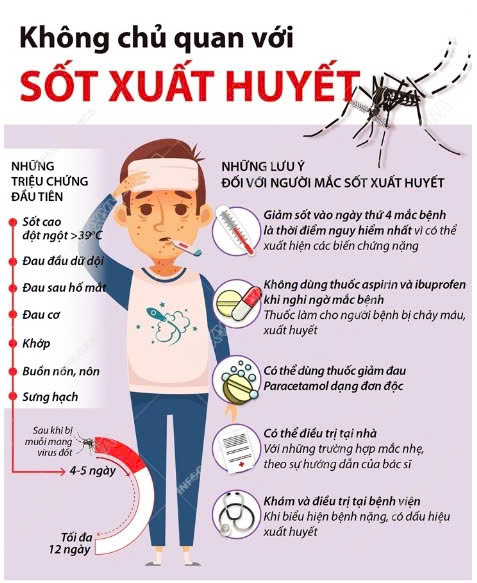 Không chủ quan với
SỐT XUẤT HUYẾT
NHỮNG
TRIỆU CHỨNG
ĐẦU TIÊN
Sốt cao
đột ngột >39°C
Đau đầu dữ dội
Đau sau hố mắt
Đau cơ
Khớp
Buồn nôn, nôn
Sưng hạch
Sau khi bị
muỗi mang
virus đốt
4-5 ngày
Tối đa
12 ngày
NHỮNG LƯU Ý
ĐỐI VỚI NGƯỜI MẮC SỐT XUẤT HUYẾT
Giảm sốt vào ngày thứ 4 mắc bệnh
là thời điểm nguy hiểm nhất vì có thể
xuất hiện các biến chứng nặng
Không dùng thuốc aspirin và ibuprofen
khi nghi ngờ mắc bệnh
Thuốc làm cho người bệnh bị chảy máu,
xuất huyết
Có thể dùng thuốc giảm đau
Paracetamol dạng đơn độc
Có thể điều trị tại nhà
Với những trường hợp mắc nhẹ,
theo sự hướng dẫn của bác sĩ
Khám và điều trị tại bệnh viện
Khi biểu hiện bệnh nặng, có dấu hiệu
xuất huyết